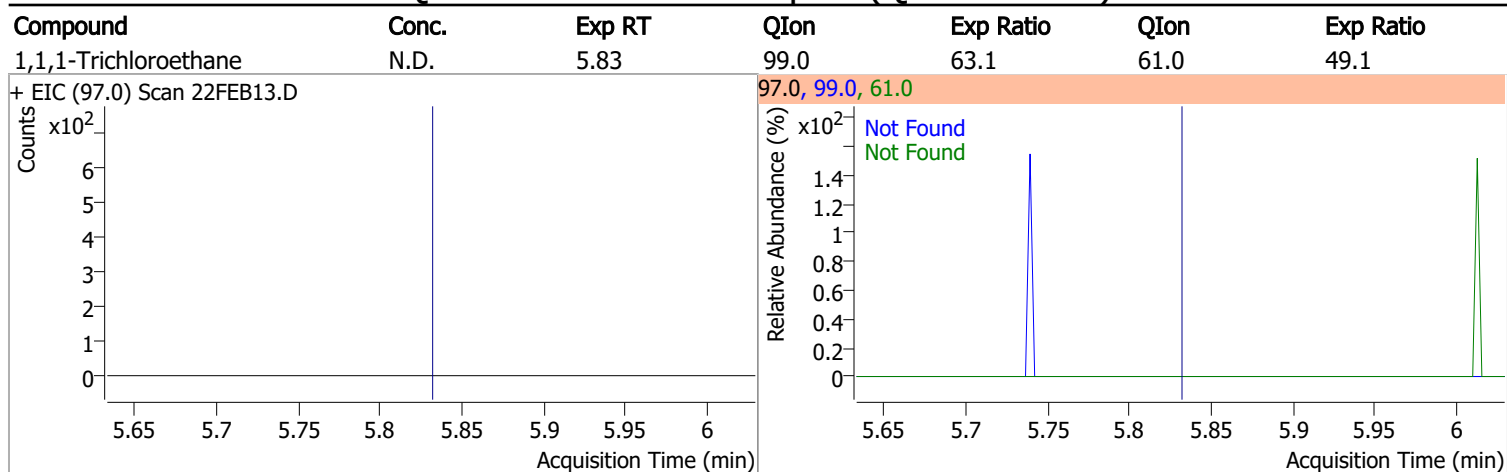 Compound Conc. Exp RT QIon Exp Ratio QIon Exp Ratio
1,1,1-Trichloroethane N.D. 5.83 99.0 63.1 61.0 49.1
+ EIC (97.0) Scan 22FEB13.D
Counts
x10²
6
5
4
3
2
1
0
5.65 5.7 5.75 5.8 5.85 5.9 5.95 6
Acquisition Time (min)
97.0, 99.0, 61.0
Relative Abundance (%)
x10²
Not Found
Not Found
1.4
1.2
1
0.8
0.6
0.4
0.2
0
5.65 5.7 5.75 5.8 5.85 5.9 5.95 6
Acquisition Time (min)